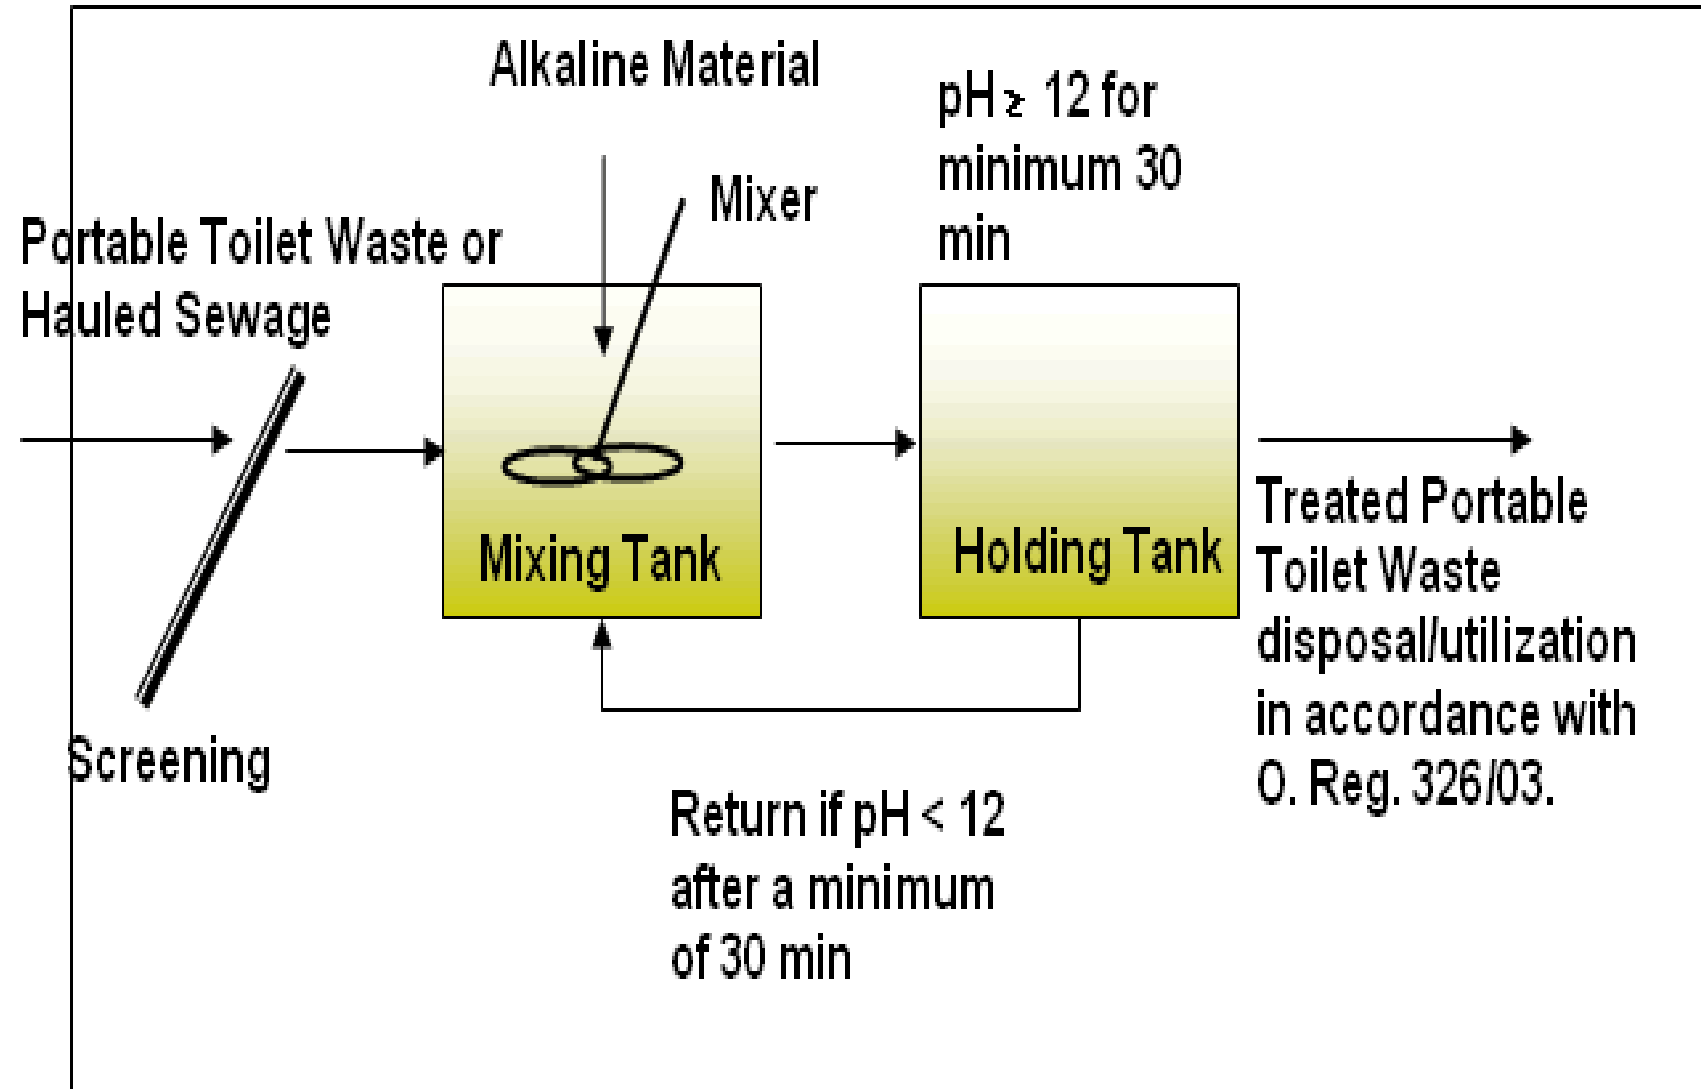 Alkaline Material
pH ≥ 12 for
minimum 30
min
Mixer
Portable Toilet Waste or
Hauled Sewage
Mixing Tank
Holding Tank
Screening
Treated Portable
Toilet Waste
disposal/utilization
in accordance with
O. Reg. 326/03.
Return if pH < 12
after a minimum
of 30 min